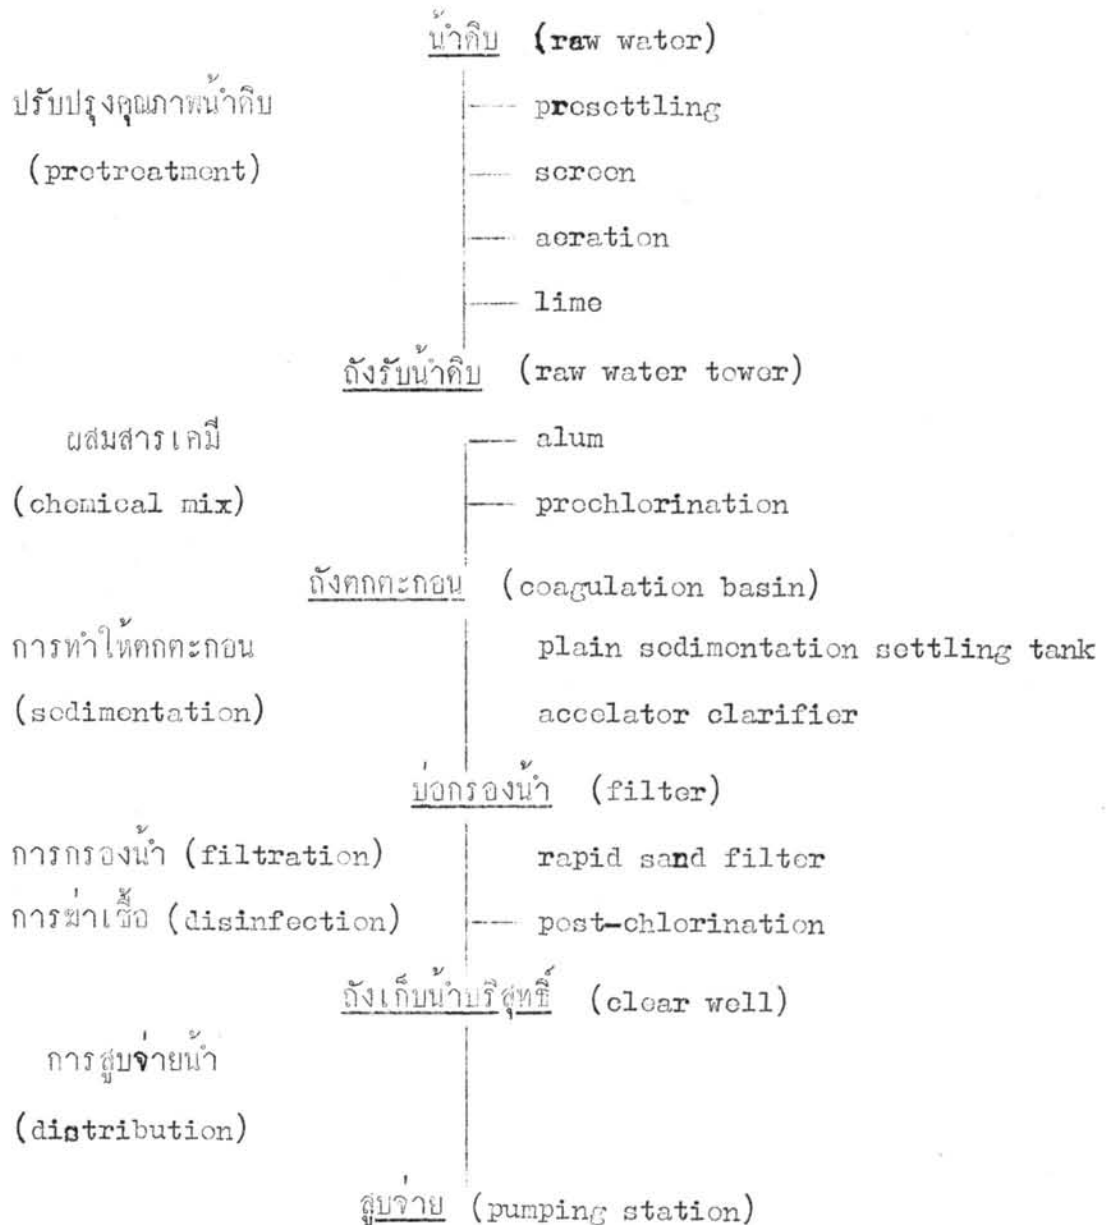 น้ำดิบ (raw water)
ปรับปรุงคุณภาพน้ำดิบ presettling
(pretreatment) screen
aeration
lime
ถังรับน้ำดิบ (raw water tower)
ผสมสารเคมี alum
(chemical mix) prechlorination
ถังตกตะกอน (coagulation basin)
การทำให้ตกตะกอน plain sedimentation settling tank
(sedimentation) accelator clarifier
บ่อกรองน้ำ (filter)
การกรองน้ำ (filtration) rapid sand filter
การฆ่าเชื้อ (disinfection) post-chlorination
ถังเก็บน้ำบริสุทธิ์ (clear well)
การสูบจ่ายน้ำ
(distribution)
สูบจ่าย (pumping station)